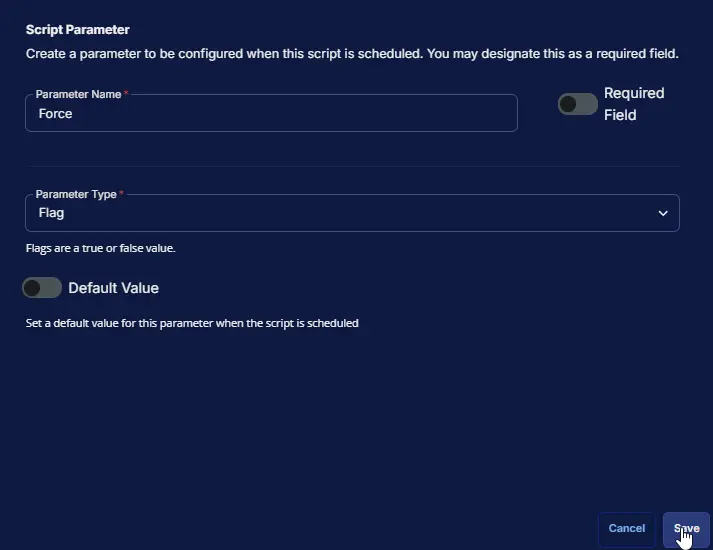 Script Parameter
Create a parameter to be configured when this script is scheduled. You may designate this as a required field.
Parameter Name *
Force
Required
Field
Parameter Type *
Flag
Flags are a true or false value.
Default Value
Set a default value for this parameter when the script is scheduled
Cancel
Save